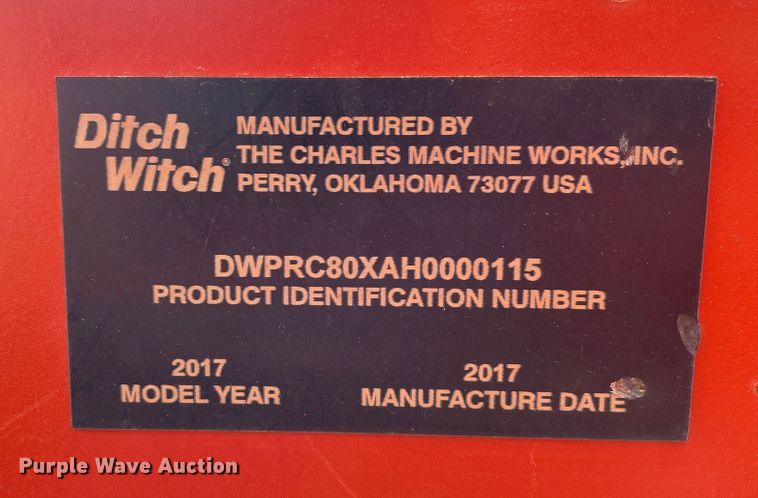 Ditch
Witch®
MANUFACTURED BY
THE CHARLES MACHINE WORKS, INC.
PERRY, OKLAHOMA 73077 USA
DWPRC80XAH0000115
PRODUCT IDENTIFICATION NUMBER
2017
MODEL YEAR
2017
MANUFACTURE DATE
Purple Wave Auction